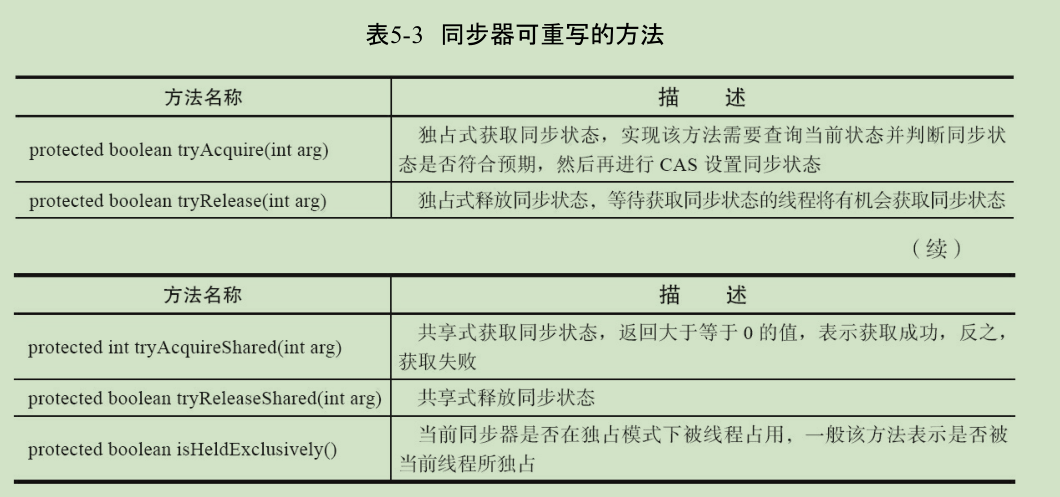 表5-3 同步器可重写的方法
方法名称 描 述
protected boolean tryAcquire(int arg) 独占式获取同步状态，实现该方法需要查询当前状态并判断同步状
态是否符合预期，然后再进行 CAS 设置同步状态
protected boolean tryRelease(int arg) 独占式释放同步状态，等待获取同步状态的线程将有机会获取同步状态
（续）
方法名称 描 述
protected int tryAcquireShared(int arg) 共享式获取同步状态，返回大于等于 0 的值，表示获取成功，反之，
获取失败
protected boolean tryReleaseShared(int arg) 共享式释放同步状态
protected boolean isHeldExclusively() 当前同步器是否在独占模式下被线程占用，一般该方法表示是否被
当前线程所独占